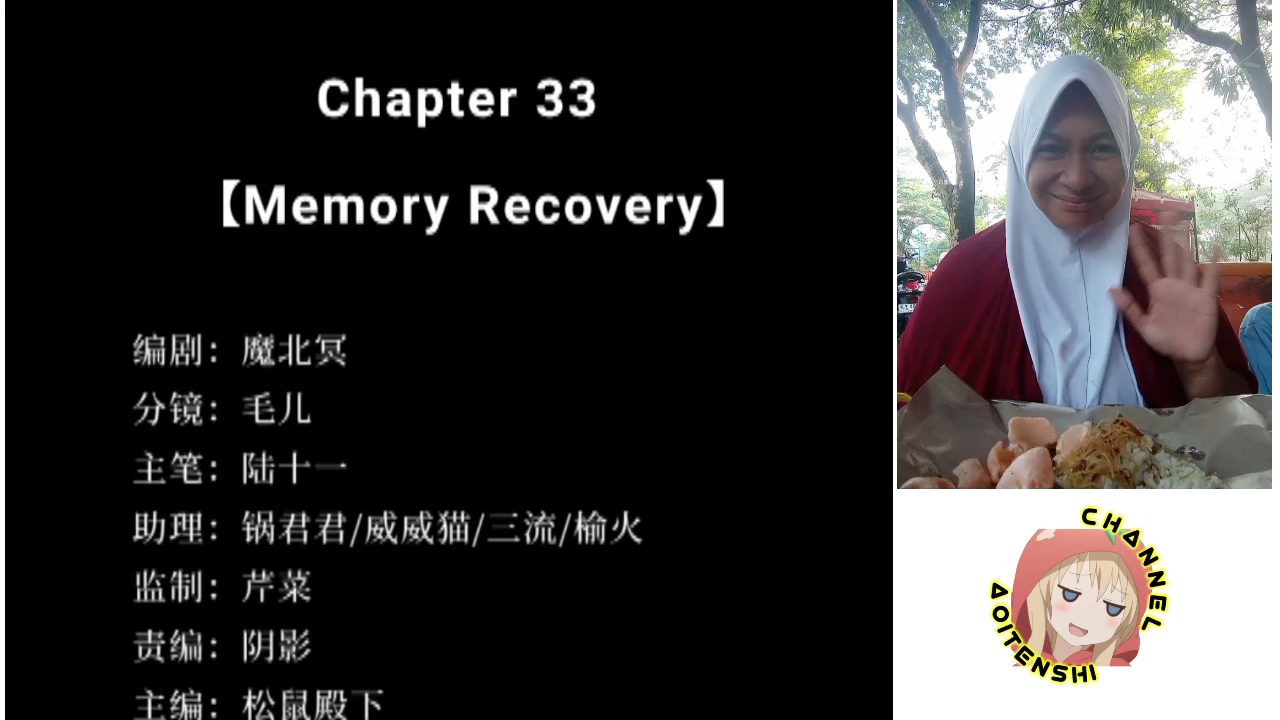 Chapter 33
【Memory Recovery】
编剧：魔北冥
分镜：毛儿
主笔：陆十一
助理：锅君君/威威猫/三流/榆火
监制：芹菜
责编：阴影
主编：松鼠殿下
CHANNEL
AOITENSHI